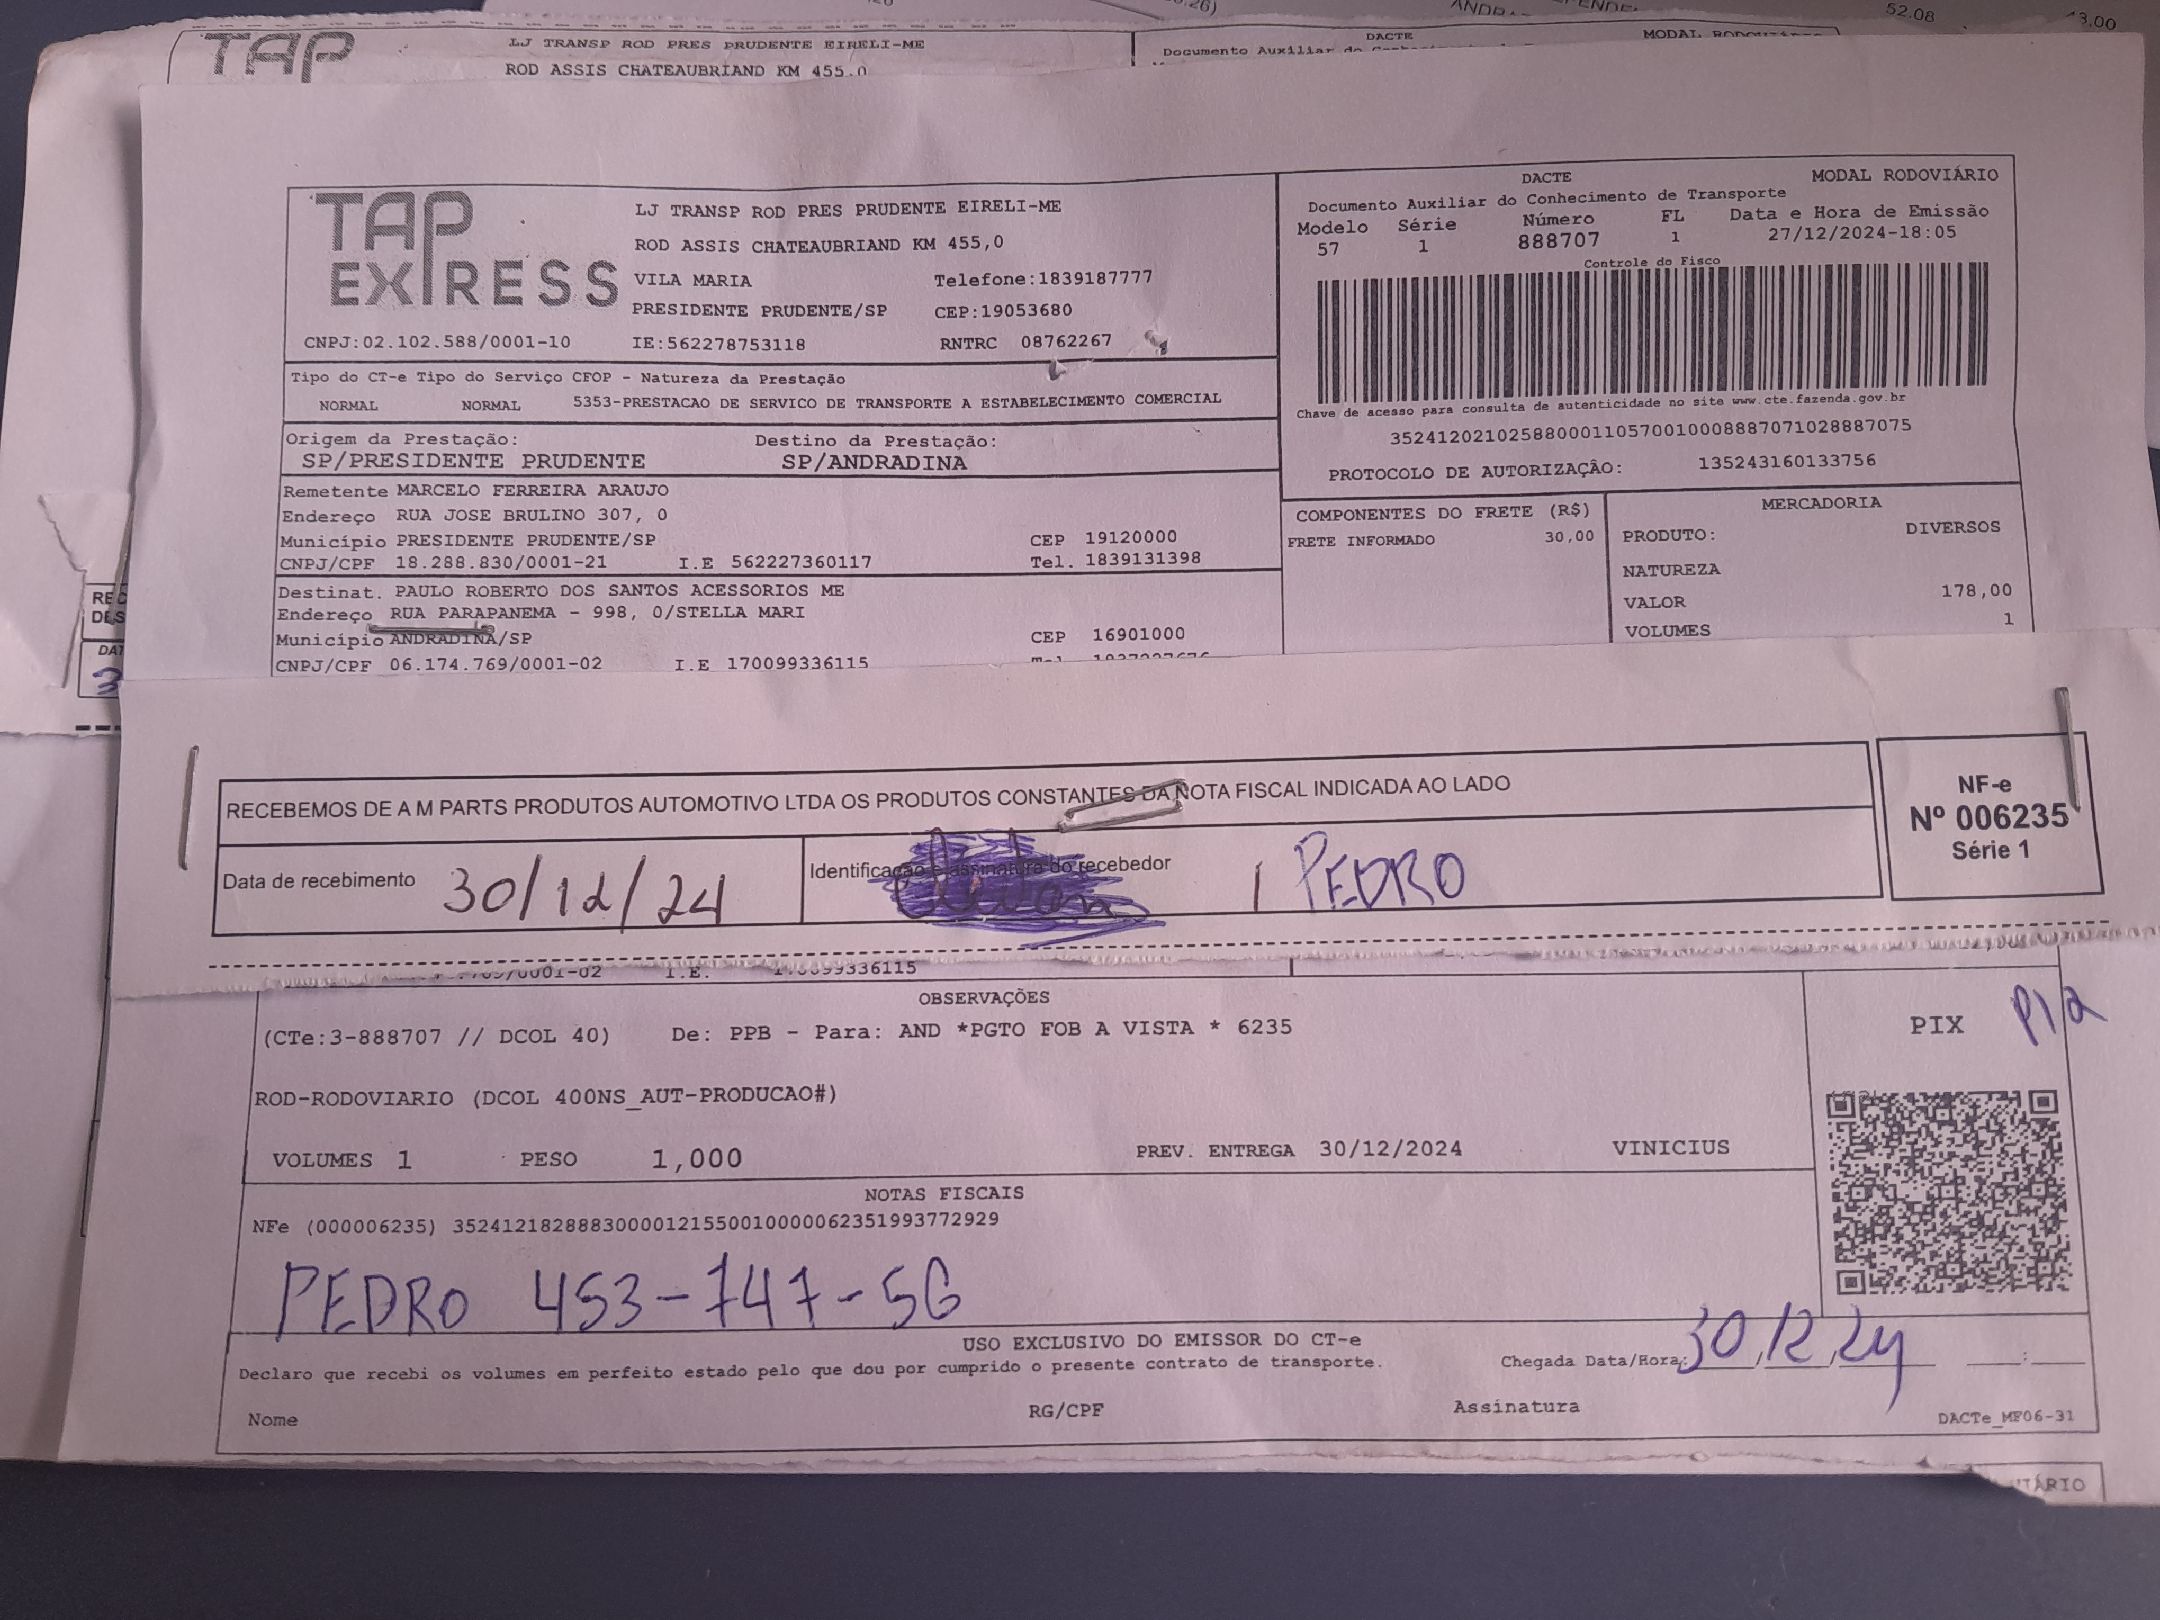 52.08
TAP
LJ TRANSP ROD PRES PRUDENTE EIRELI-ME
DACTE
ROD ASSIS CHATEAUBRIAND KM 455,0
Documento Auxiliar do
TAP
EXPRESS
LJ TRANSP ROD PRES PRUDENTE EIRELI-ME
ROD ASSIS CHATEAUBRIAND KM 455,0
VILA MARIA Telefone:1839187777
PRESIDENTE PRUDENTE/SP CEP:19053680
CNPJ:02.102.588/0001-10 IE:562278753118 RNTRC 08762267
DACTE MODAL RODOVIÁRIO
Documento Auxiliar do Conhecimento de Transporte
Modelo Série Número FL Data e Hora de Emissão
57 1 888707 1 27/12/2024-18:05
Controle do Fisco
Chave de acesso para consulta de autenticidade no site www.cte.fazenda.gov.br
35241202102588000110570010008887071028887075
PROTOCOLO DE AUTORIZAÇÃO: 135243160133756
Tipo do CT-e Tipo do Serviço CFOP - Natureza da Prestação
NORMAL NORMAL 5353-PRESTACAO DE SERVICO DE TRANSPORTE A ESTABELECIMENTO COMERCIAL
Origem da Prestação: Destino da Prestação:
SP/PRESIDENTE PRUDENTE SP/ANDRADINA
Remetente MARCELO FERREIRA ARAUJO
Endereço RUA JOSE BRULINO 307, 0
Município PRESIDENTE PRUDENTE/SP CEP 19120000
CNPJ/CPF 18.288.830/0001-21 I.E 562227360117 Tel. 1839131398
Destinat. PAULO ROBERTO DOS SANTOS ACESSORIOS ME
Endereço RUA PARAPANEMA - 998, 0/STELLA MARI
Município ANDRADINA/SP CEP 16901000
CNPJ/CPF 06.174.769/0001-02 I.E 170099336115
COMPONENTES DO FRETE (R$)
FRETE INFORMADO 30,00
MERCADORIA
PRODUTO: DIVERSOS
NATUREZA
VALOR 178,00
VOLUMES 1
RECEBEMOS DE A M PARTS PRODUTOS AUTOMOTIVO LTDA OS PRODUTOS CONSTANTES DA NOTA FISCAL INDICADA AO LADO
Data de recebimento 30/12/24
Identificação e assinatura do recebedor PEDRO
NF-e
Nº 006235
Série 1
OBSERVAÇÕES
(CTe:3-888707 // DCOL 40) De: PPB - Para: AND *PGTO FOB A VISTA * 6235
ROD-RODOVIARIO (DCOL 400NS_AUT-PRODUCAO#)
VOLUMES 1 PESO 1,000 PREV. ENTREGA 30/12/2024 VINICIUS
PIX
NOTAS FISCAIS
NFe (000006235) 35241218288830000121550010000062351993772929
PEDRO 453-747-56
USO EXCLUSIVO DO EMISSOR DO CT-e
Declaro que recebi os volumes em perfeito estado pelo que dou por cumprido o presente contrato de transporte.
Chegada Data/Hora: 30/12/24
Nome RG/CPF Assinatura
DACTe_MF06-31